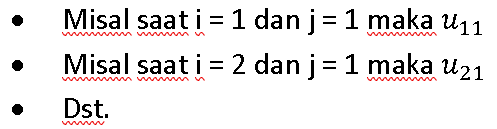 • Misal saat i = 1 dan j = 1 maka u₁₁
• Misal saat i = 2 dan j = 1 maka u₂₁
• Dst.